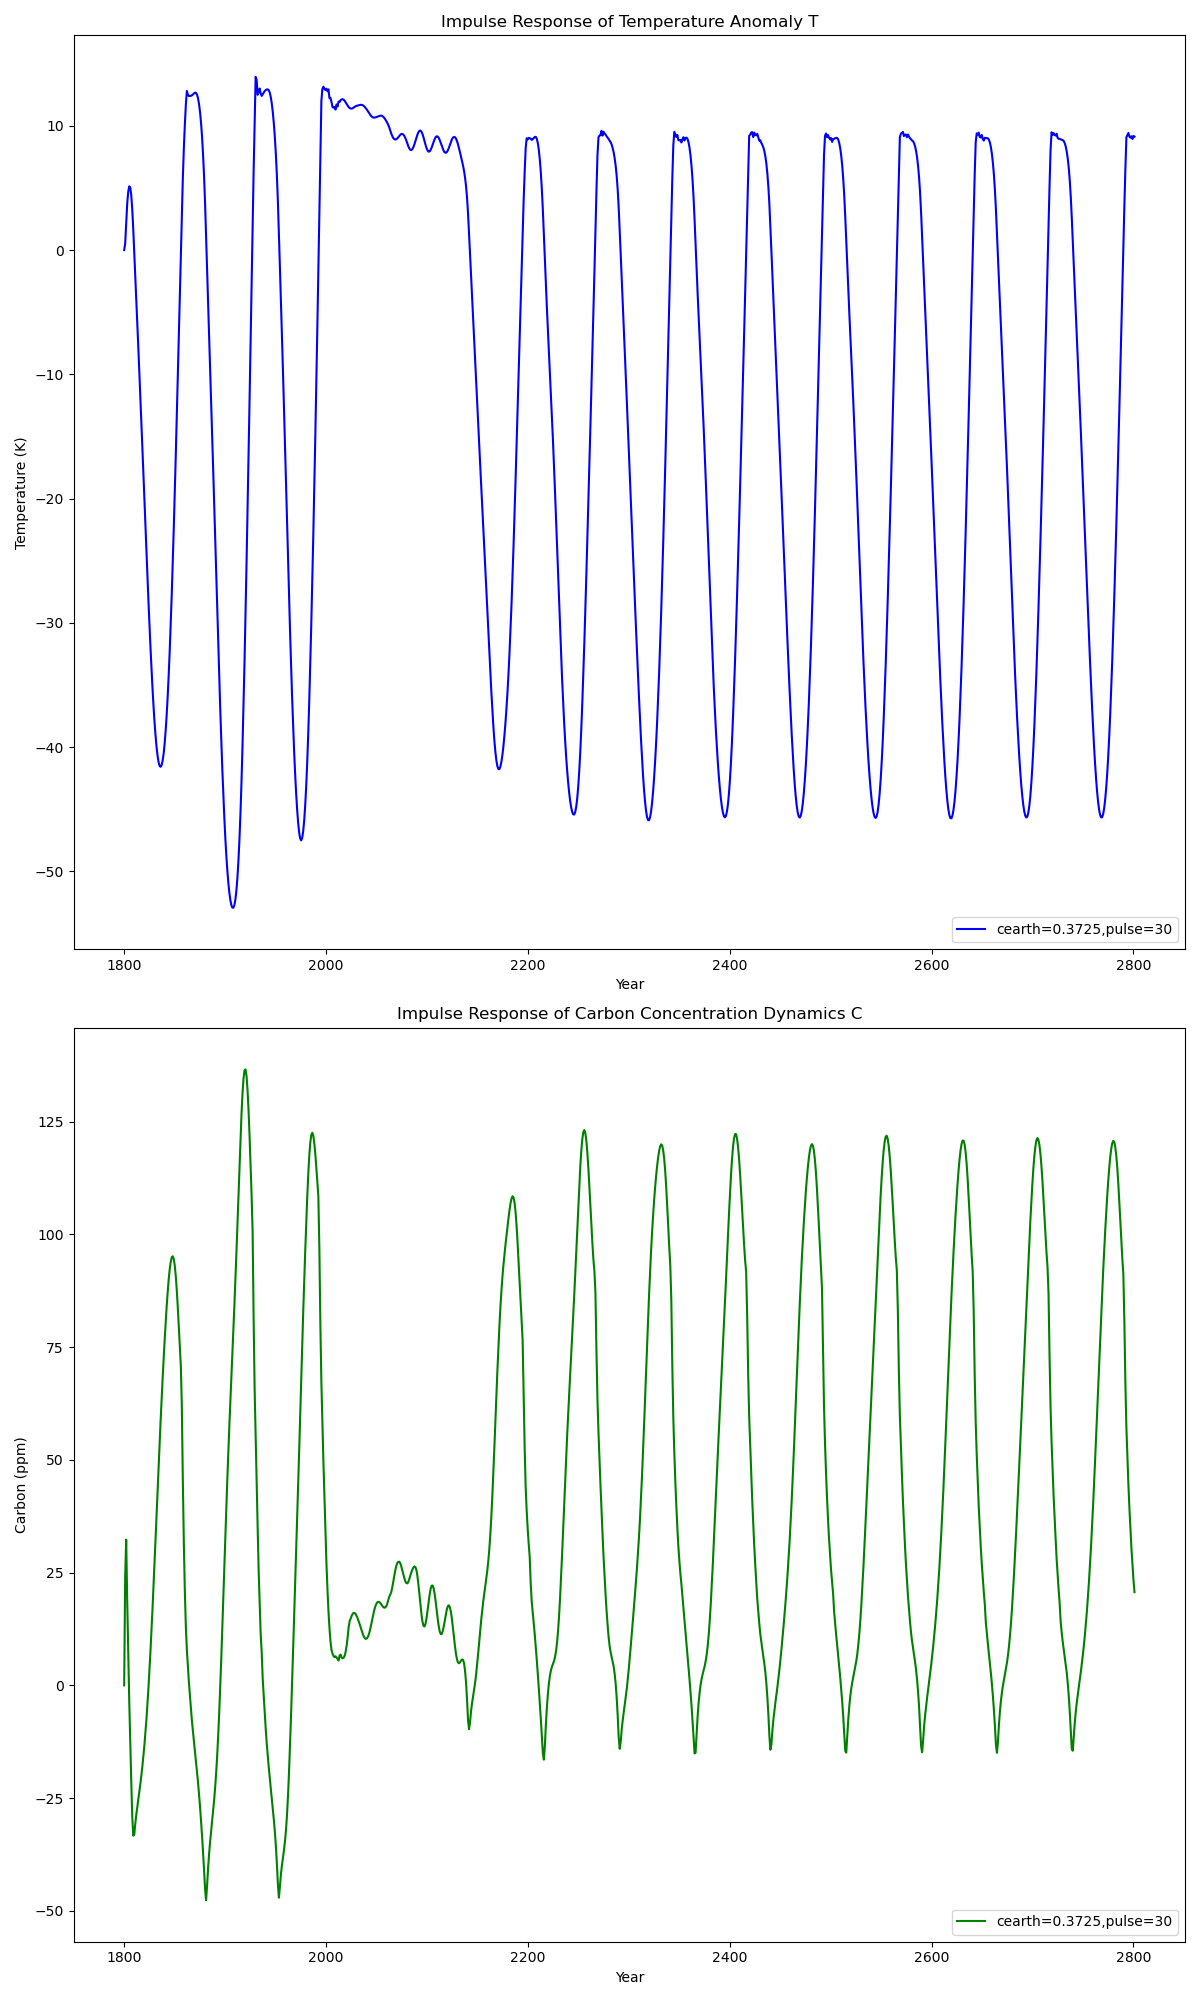 Impulse Response of Temperature Anomaly T
10
0
−10
−20
−30
−40
−50
Temperature (K)
cearth=0.3725,pulse=30
1800 2000 2200 2400 2600 2800
Year
Impulse Response of Carbon Concentration Dynamics C
125
100
75
50
25
0
−25
−50
Carbon (ppm)
cearth=0.3725,pulse=30
1800 2000 2200 2400 2600 2800
Year